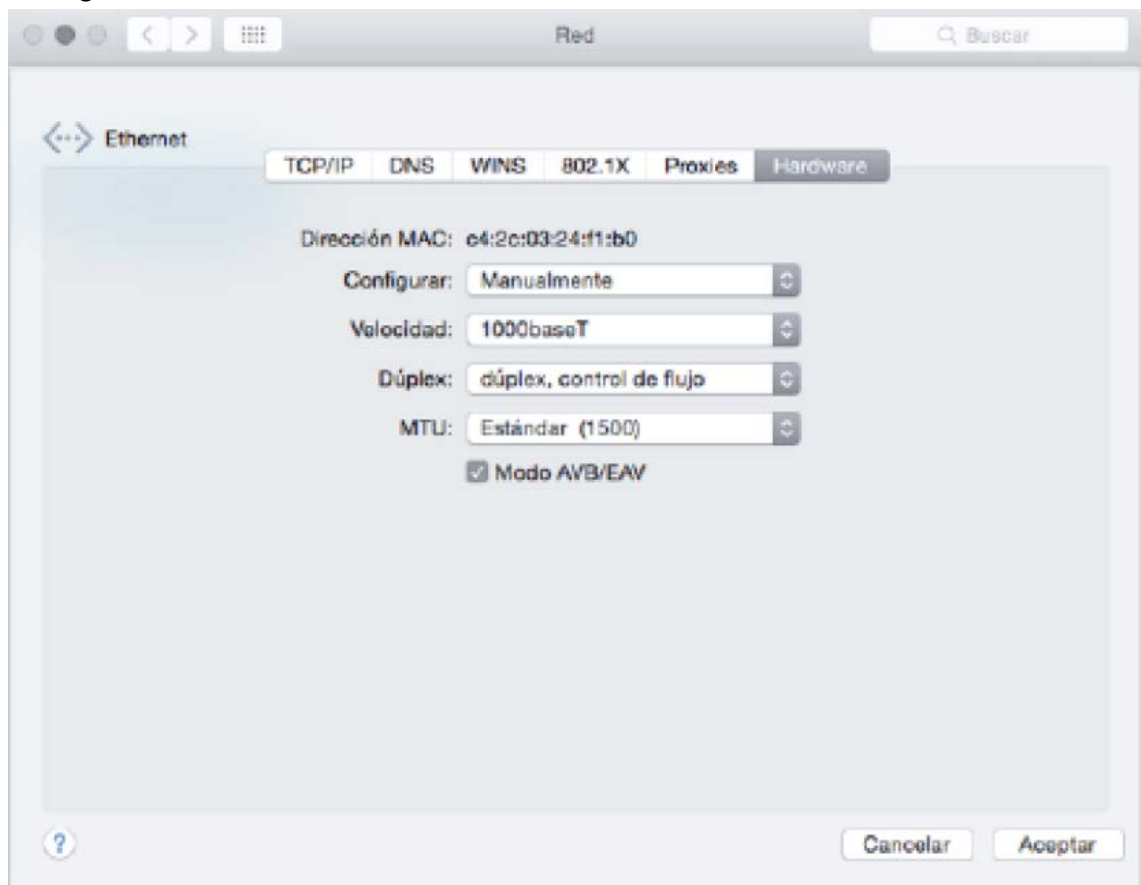 Red
Buscar
Ethernet
TCP/IP DNS WINS 802.1X Proxies Hardware
Dirección MAC: c4:2c:03:24:f1:b0
Configurar: Manualmente
Velocidad: 1000baseT
Dúplex: dúplex, control de flujo
MTU: Estándar (1500)
Modo AVB/EAV
?
Cancelar Aceptar